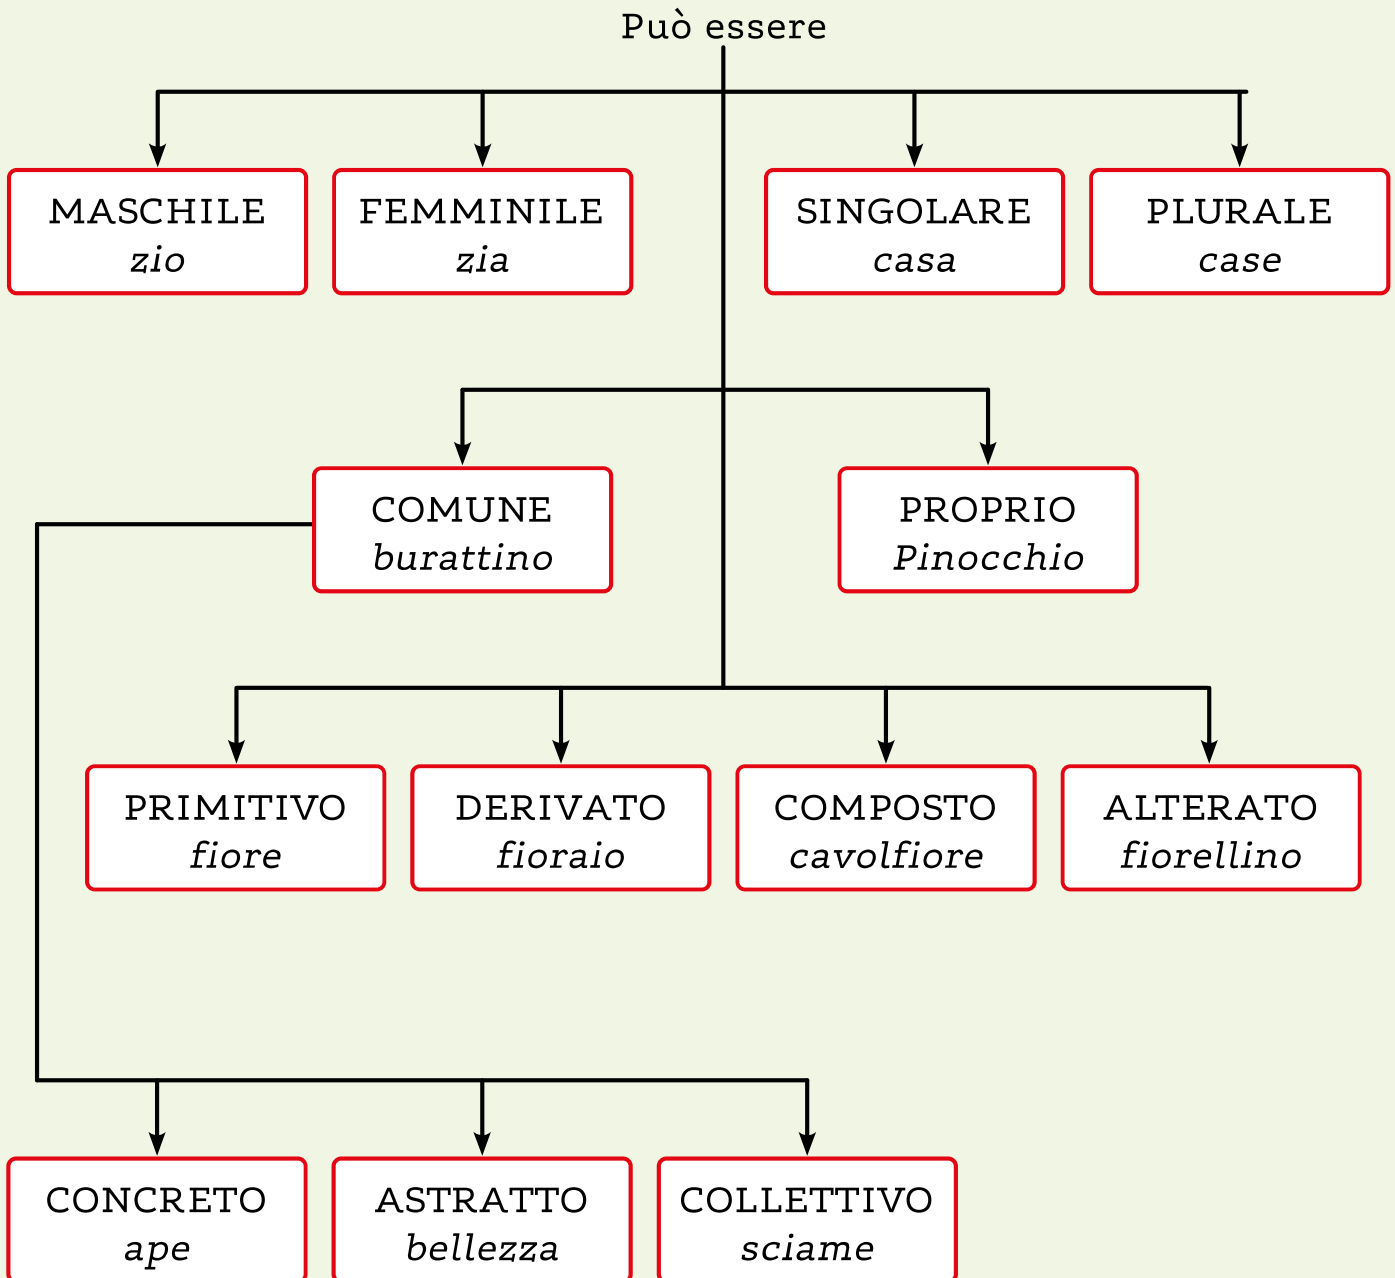 Può essere
MASCHILE
zio
FEMMINILE
zia
SINGOLARE
casa
PLURALE
case
COMUNE
burattino
PROPRIO
Pinocchio
PRIMITIVO
fiore
DERIVATO
fioraio
COMPOSTO
cavolfiore
ALTERATO
fiorellino
CONCRETO
ape
ASTRATTO
bellezza
COLLETTIVO
sciame